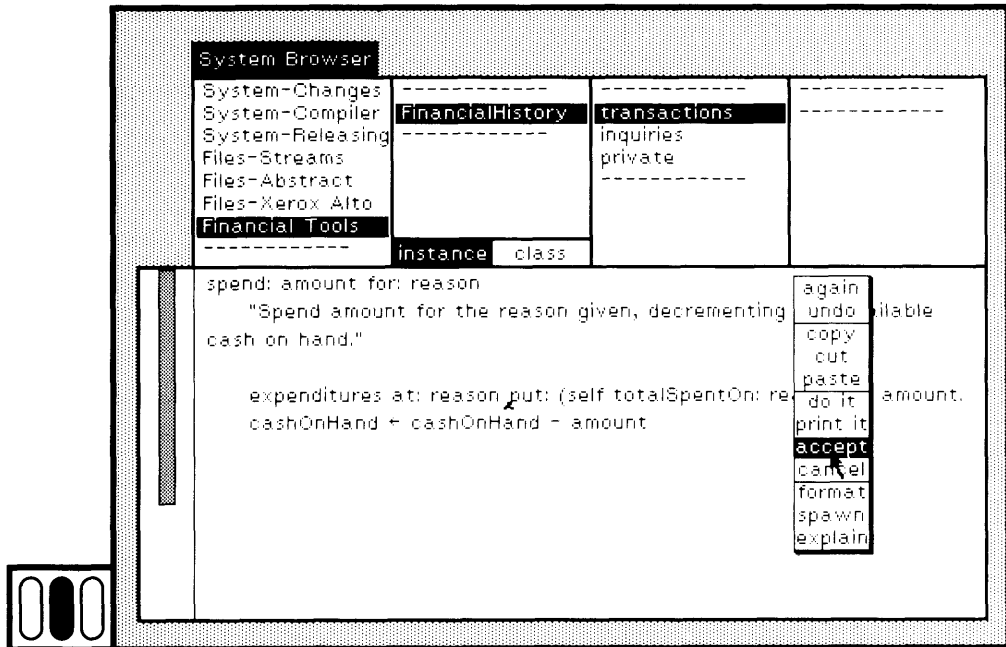 System Browser
System-Changes
System-Compiler
System-Releasing
Files-Streams
Files-Abstract
Files-Xerox Alto
Financial Tools
------------
------------
FinancialHistory
------------
instance class
------------
transactions
inquiries
private
------------
------------
------------
spend: amount for: reason
"Spend amount for the reason given, decrementing ilable
cash on hand."
expenditures at: reason put: (self totalSpentOn: re amount.
cashOnHand ← cashOnHand - amount
again
undo
copy
cut
paste
do it
print it
accept
cancel
format
spawn
explain